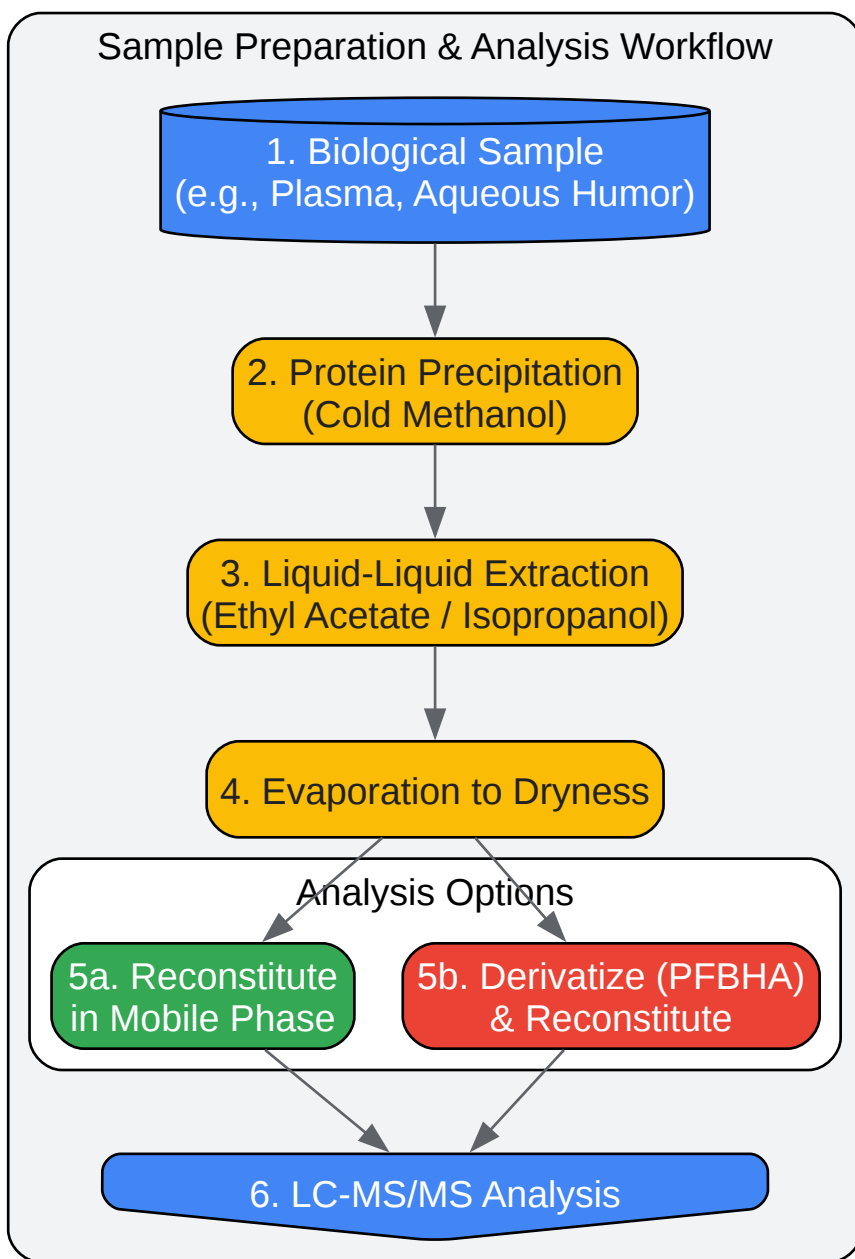 Sample Preparation & Analysis Workflow
1. Biological Sample
(e.g., Plasma, Aqueous Humor)
2. Protein Precipitation
(Cold Methanol)
3. Liquid-Liquid Extraction
(Ethyl Acetate / Isopropanol)
4. Evaporation to Dryness
Analysis Options
5a. Reconstitute
in Mobile Phase
5b. Derivatize (PFBHA)
& Reconstitute
6. LC-MS/MS Analysis